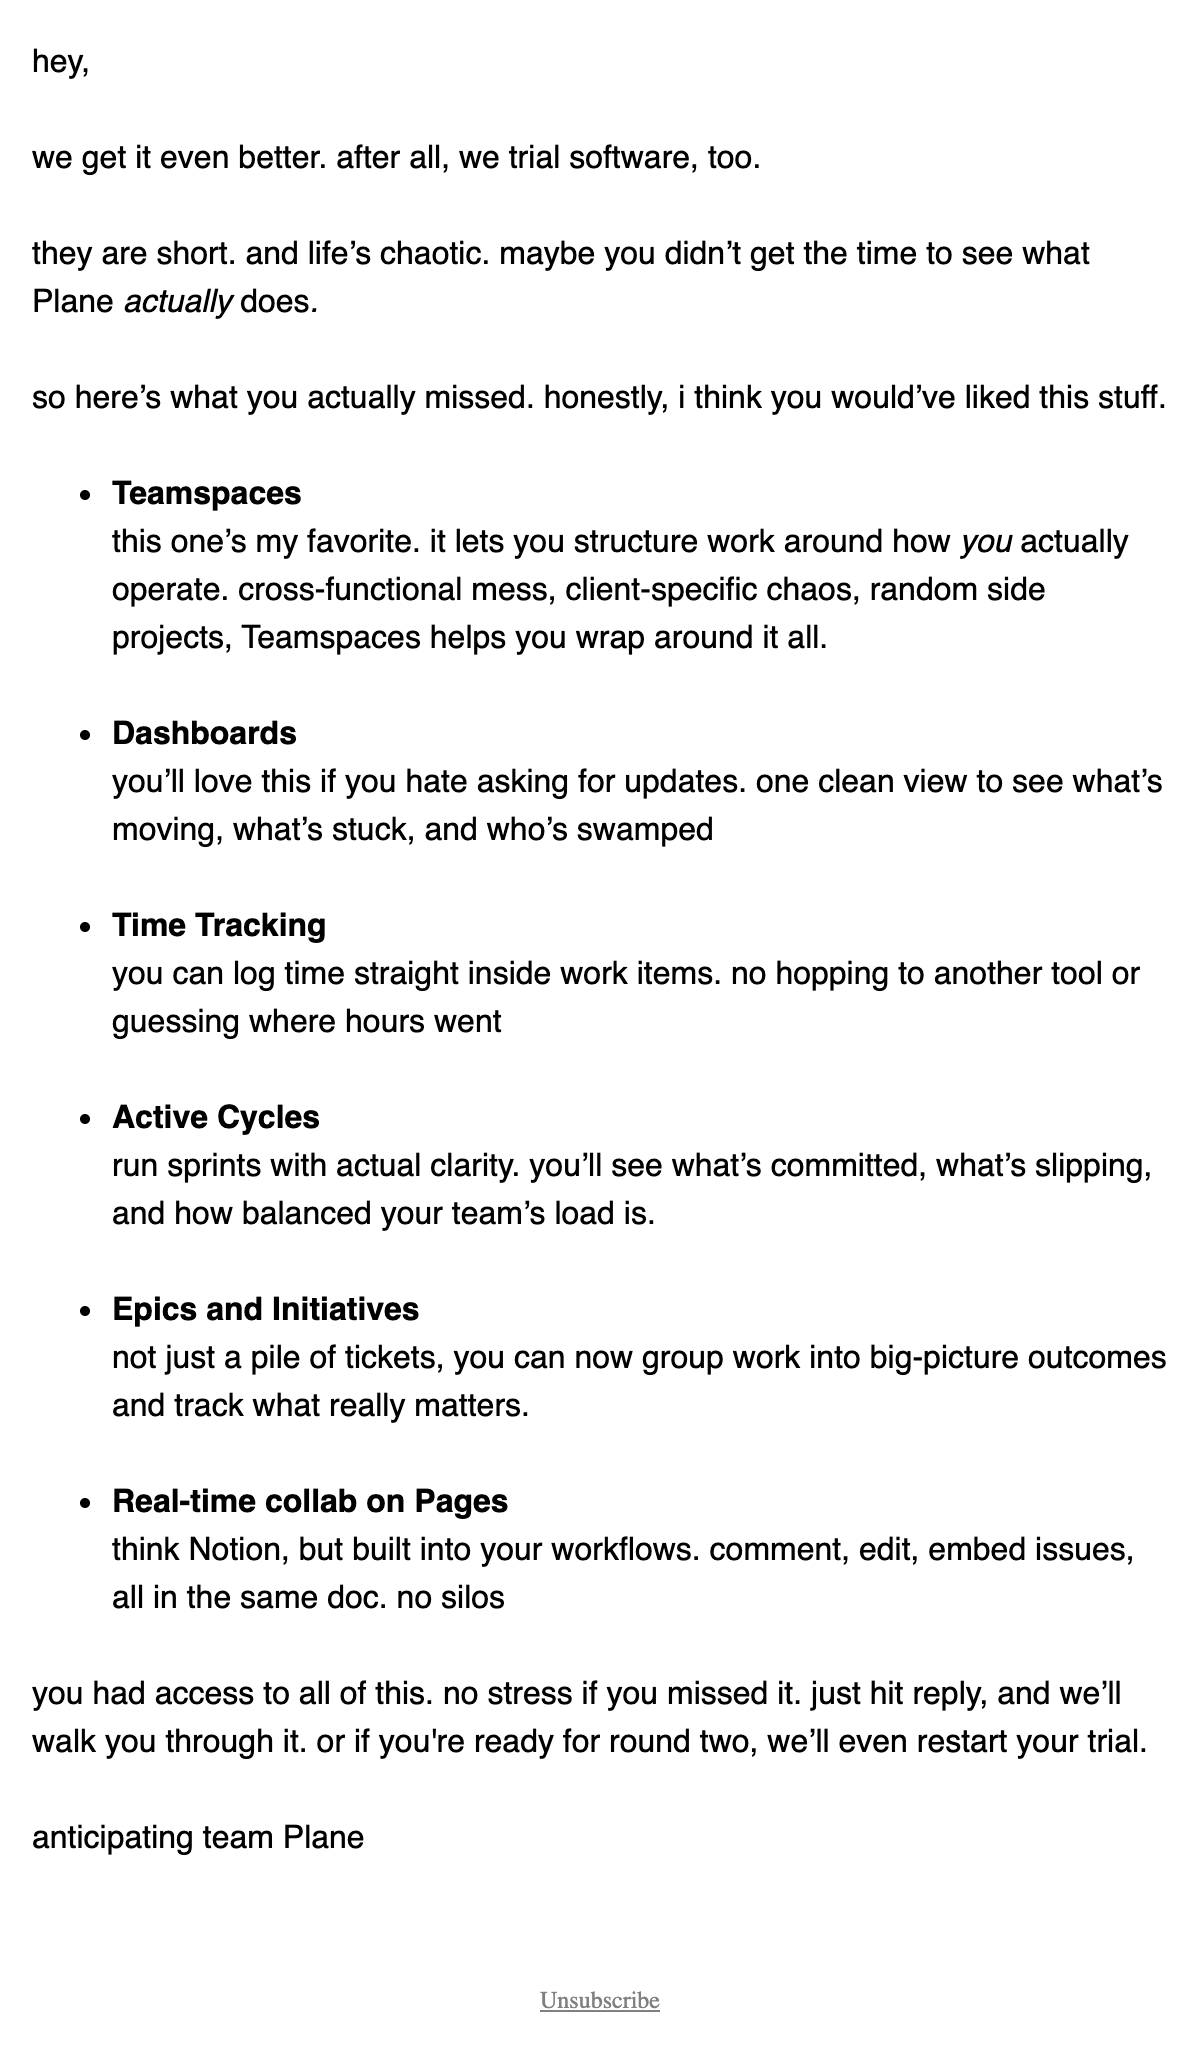 hey,
we get it even better. after all, we trial software, too.
they are short. and life’s chaotic. maybe you didn’t get the time to see what
Plane actually does.
so here’s what you actually missed. honestly, i think you would’ve liked this stuff.
• Teamspaces
this one’s my favorite. it lets you structure work around how you actually
operate. cross-functional mess, client-specific chaos, random side
projects, Teamspaces helps you wrap around it all.
• Dashboards
you’ll love this if you hate asking for updates. one clean view to see what’s
moving, what’s stuck, and who’s swamped
• Time Tracking
you can log time straight inside work items. no hopping to another tool or
guessing where hours went
• Active Cycles
run sprints with actual clarity. you’ll see what’s committed, what’s slipping,
and how balanced your team’s load is.
• Epics and Initiatives
not just a pile of tickets, you can now group work into big-picture outcomes
and track what really matters.
• Real-time collab on Pages
think Notion, but built into your workflows. comment, edit, embed issues,
all in the same doc. no silos
you had access to all of this. no stress if you missed it. just hit reply, and we’ll
walk you through it. or if you're ready for round two, we’ll even restart your trial.
anticipating team Plane
Unsubscribe